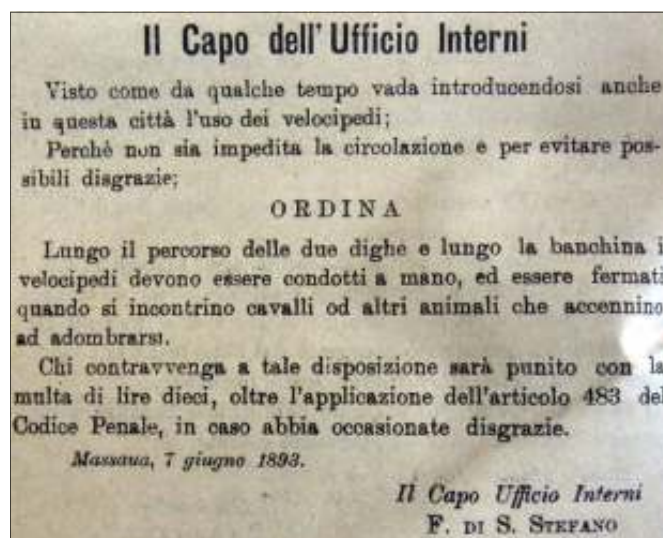 Il Capo dell' Ufficio Interni
Visto come da qualche tempo vada introducendosi anche
in questa città l'uso dei velocipedi;
Perchè non sia impedita la circolazione e per evitare pos-
sibili disgrazie;
ORDINA
Lungo il percorso delle due dighe e lungo la banchina i
velocipedi devono essere condotti a mano, ed essere fermati
quando si incontrino cavalli od altri animali che accennino
ad adombrarsi.
Chi contravvenga a tale disposizione sarà punito con la
multa di lire dieci, oltre l'applicazione dell'articolo 483 del
Codice Penale, in caso abbia occasionate disgrazie.
Massaua, 7 giugno 1893.
Il Capo Ufficio Interni
F. DI S. STEFANO